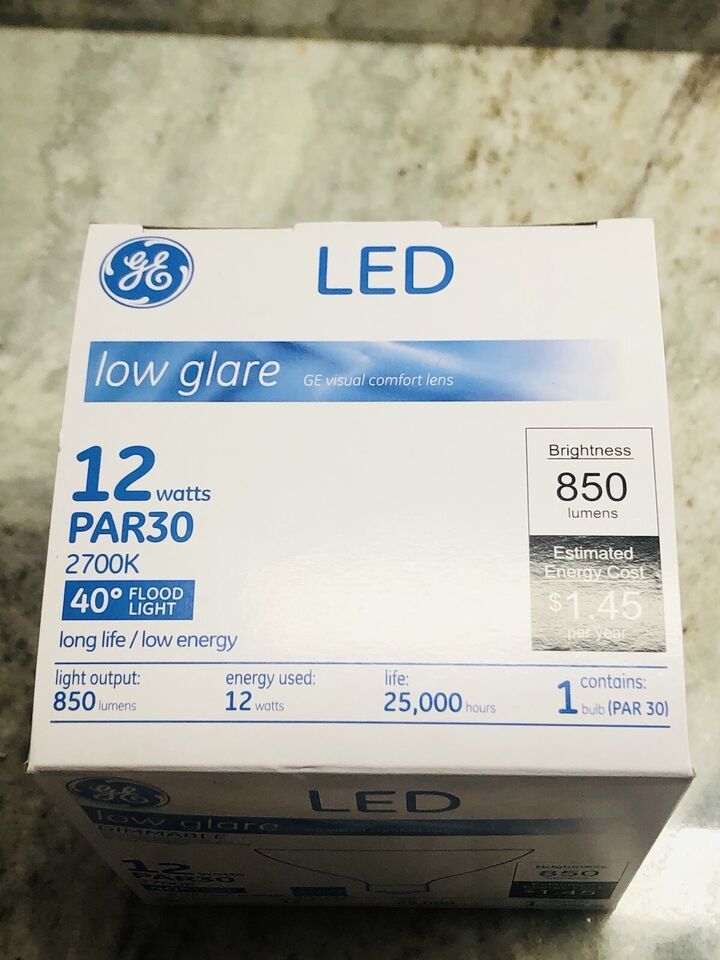 GE
LED
low glare GE visual comfort lens
12 watts
PAR30
2700K
40° FLOOD LIGHT
long life / low energy
Brightness
850
lumens
Estimated
Energy Cost
$1.45
per year
light output:
850 lumens
energy used:
12 watts
life:
25,000 hours
contains:
1 bulb (PAR 30)
GE
LED
low glare
DIMMABLE
12
PAR30
Brightness
850